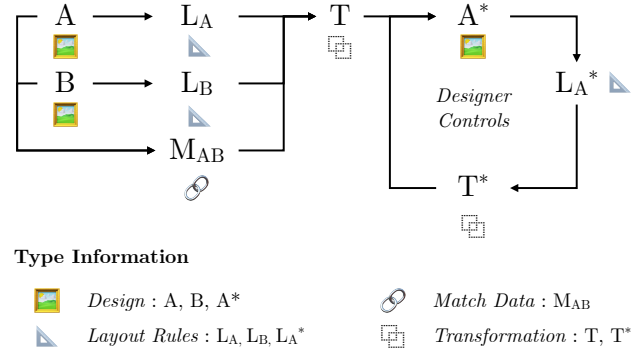 A L_A T A*
B L_B Designer L_A*
Controls
M_AB
T*
Type Information
Design : A, B, A* Match Data : M_AB
Layout Rules : L_A, L_B, L_A* Transformation : T, T*